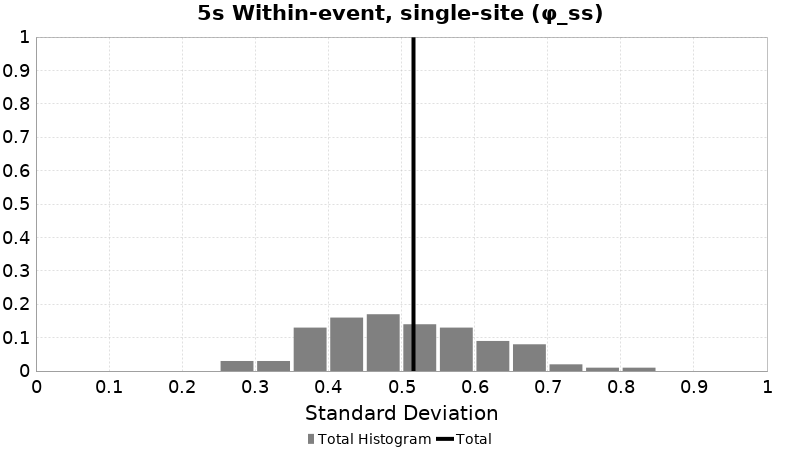 5s Within-event, single-site (φ_ss)
1
0.9
0.8
0.7
0.6
0.5
0.4
0.3
0.2
0.1
0
0 0.1 0.2 0.3 0.4 0.5 0.6 0.7 0.8 0.9 1
Standard Deviation
Total Histogram Total